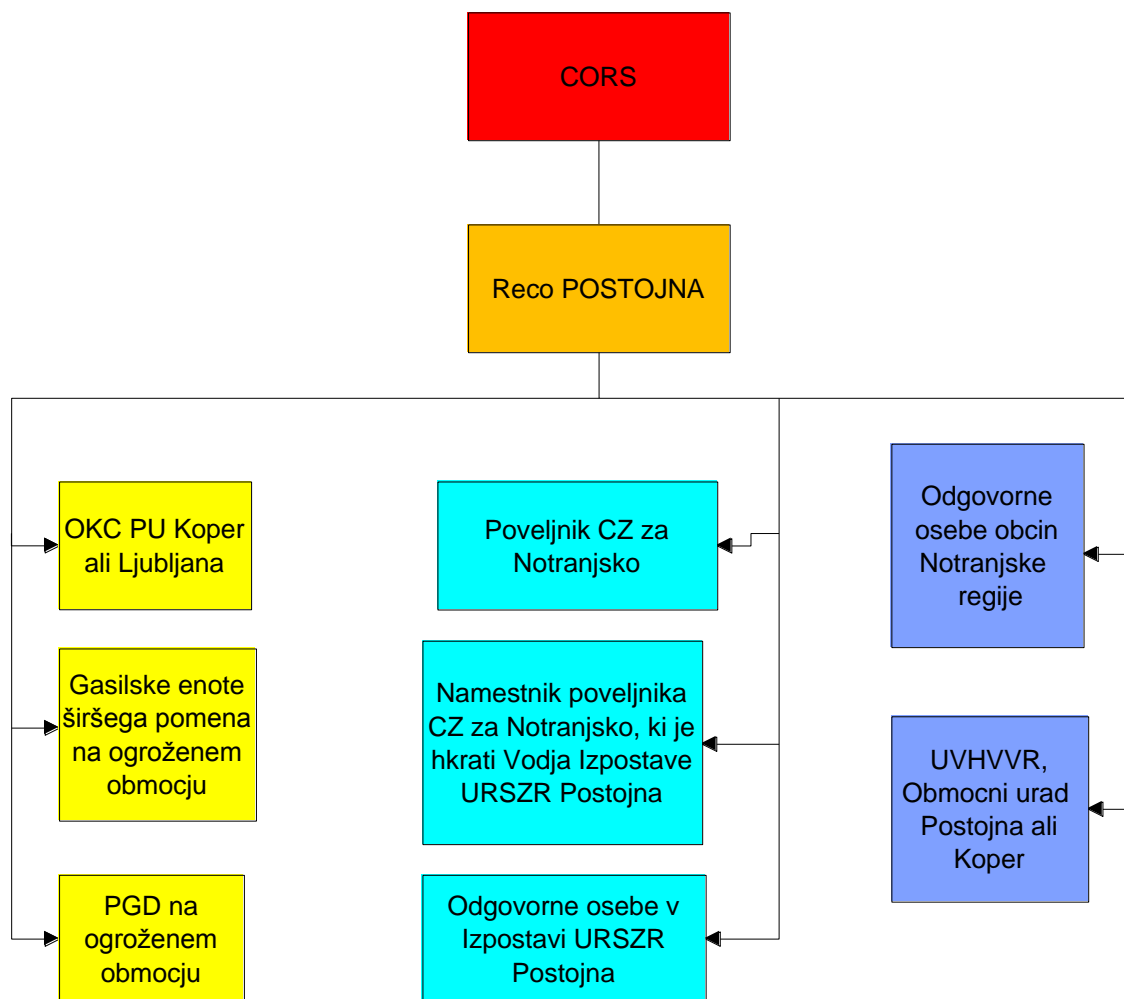 CORS
Reco POSTOJNA
OKC PU Koper
ali Ljubljana
Gasilske enote
širšega pomena
na ogroženem
obmocju
PGD na
ogroženem
obmocju
Poveljnik CZ za
Notranjsko
Namestnik poveljnika
CZ za Notranjsko, ki je
hkrati Vodja Izpostave
URSZR Postojna
Odgovorne osebe v
Izpostavi URSZR
Postojna
Odgovorne
osebe obcin
Notranjske
regije
UVHVVR,
Obmocni urad
Postojna ali
Koper